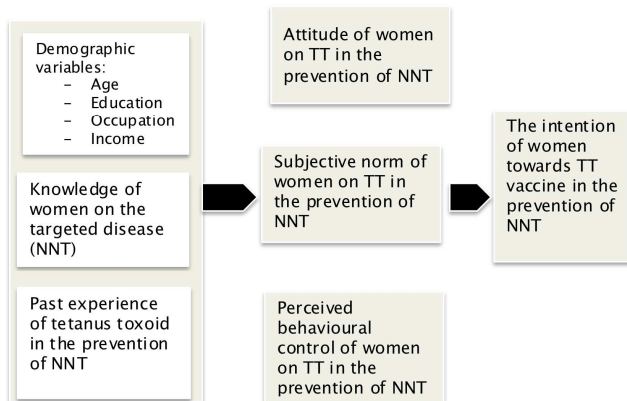 Demographic
variables:
– Age
– Education
– Occupation
– Income
Knowledge of
women on the
targeted disease
(NNT)
Past experience
of tetanus toxoid
in the prevention
of NNT
Attitude of women
on TT in the
prevention of NNT
Subjective norm of
women on TT in
the prevention of
NNT
Perceived
behavioural
control of women
on TT in the
prevention of NNT
The intention
of women
towards TT
vaccine in the
prevention of
NNT